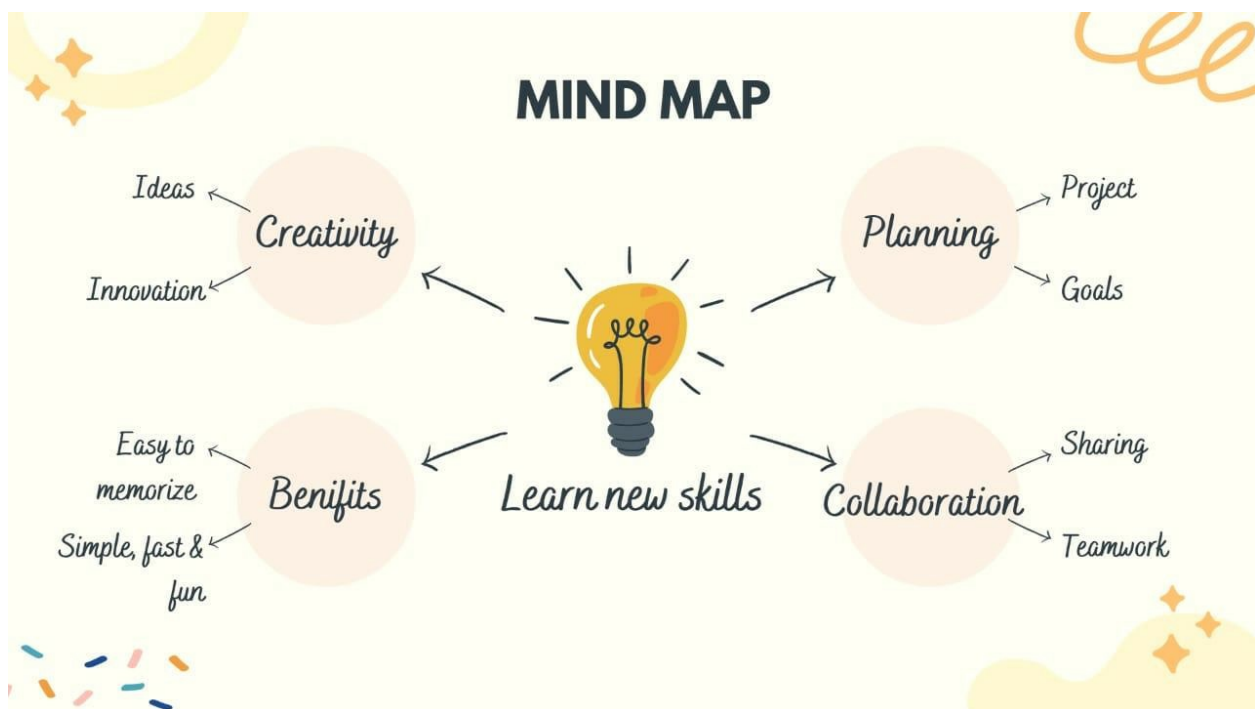 MIND MAP
Ideas
Creativity
Innovation
Planning
Project
Goals
Easy to
memorize
Benifits
Simple, fast &
fun
Learn new skills
Collaboration
Sharing
Teamwork